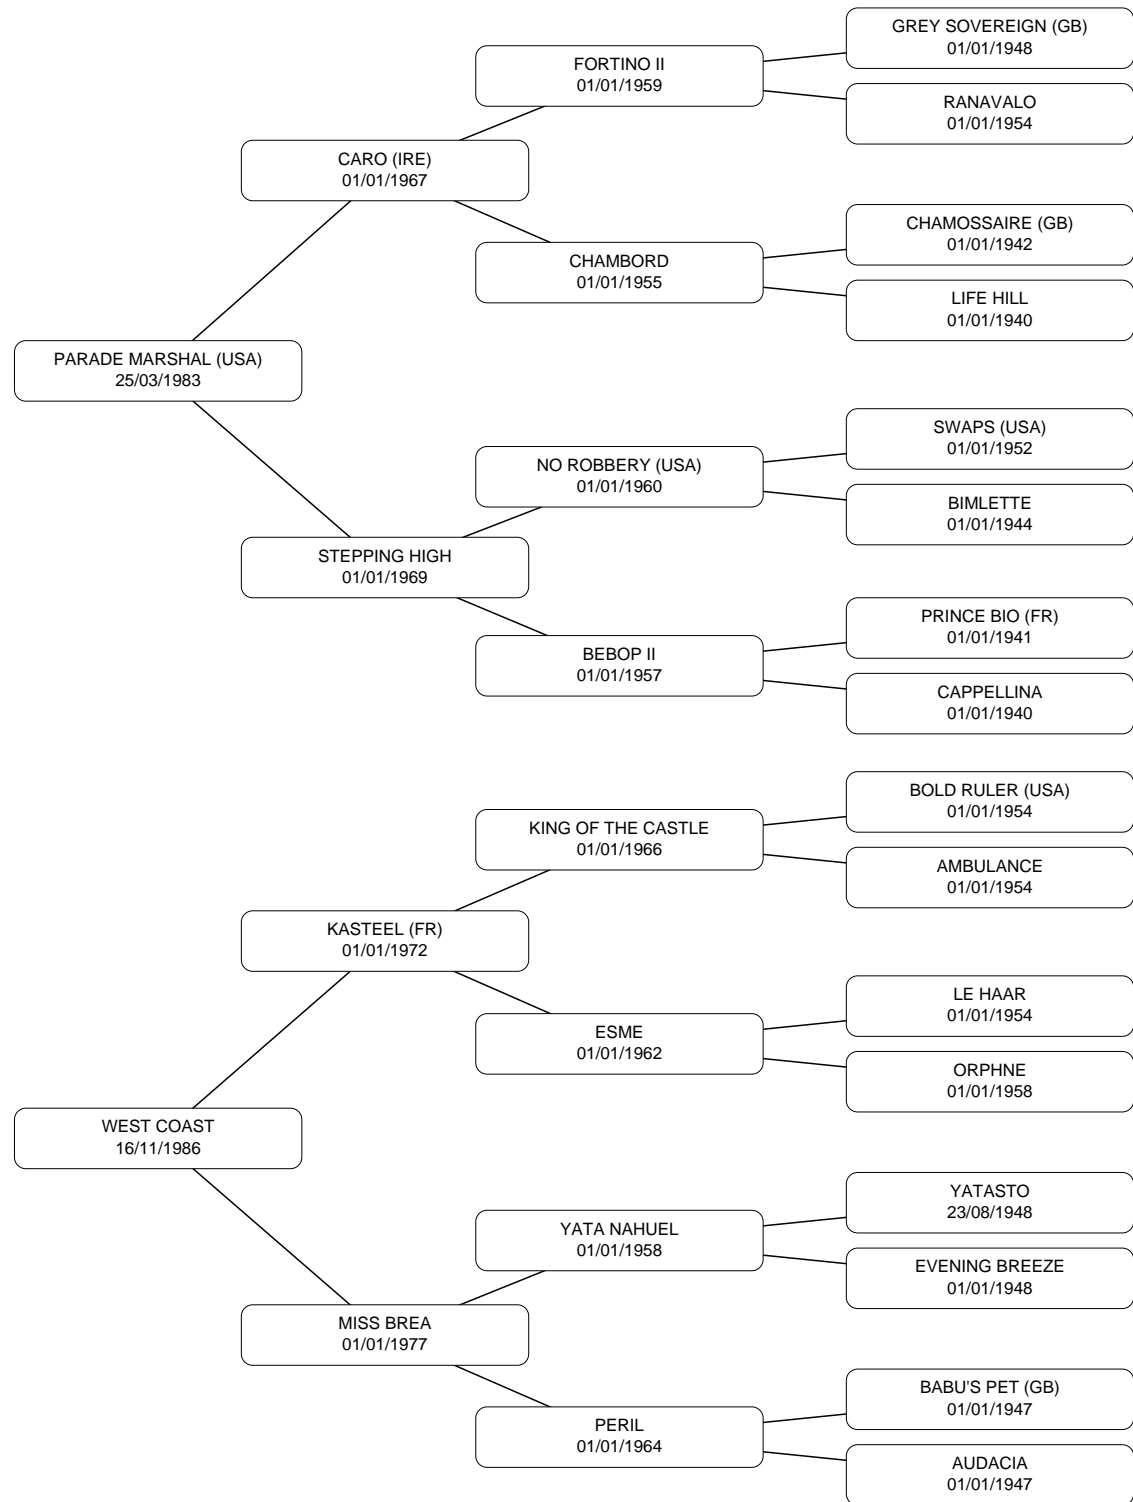 GREY SOVEREIGN (GB)
01/01/1948
FORTINO II
01/01/1959
RANAVALO
01/01/1954
CARO (IRE)
01/01/1967
CHAMOSSAIRE (GB)
01/01/1942
CHAMBORD
01/01/1955
LIFE HILL
01/01/1940
PARADE MARSHAL (USA)
25/03/1983
SWAPS (USA)
01/01/1952
NO ROBBERY (USA)
01/01/1960
BIMLETTE
01/01/1944
STEPPING HIGH
01/01/1969
PRINCE BIO (FR)
01/01/1941
BEBOP II
01/01/1957
CAPPELLINA
01/01/1940
BOLD RULER (USA)
01/01/1954
KING OF THE CASTLE
01/01/1966
AMBULANCE
01/01/1954
KASTEEL (FR)
01/01/1972
LE HAAR
01/01/1954
ESME
01/01/1962
ORPHNE
01/01/1958
WEST COAST
16/11/1986
YATASTO
23/08/1948
YATA NAHUEL
01/01/1958
EVENING BREEZE
01/01/1948
MISS BREA
01/01/1977
BABU'S PET (GB)
01/01/1947
PERIL
01/01/1964
AUDACIA
01/01/1947